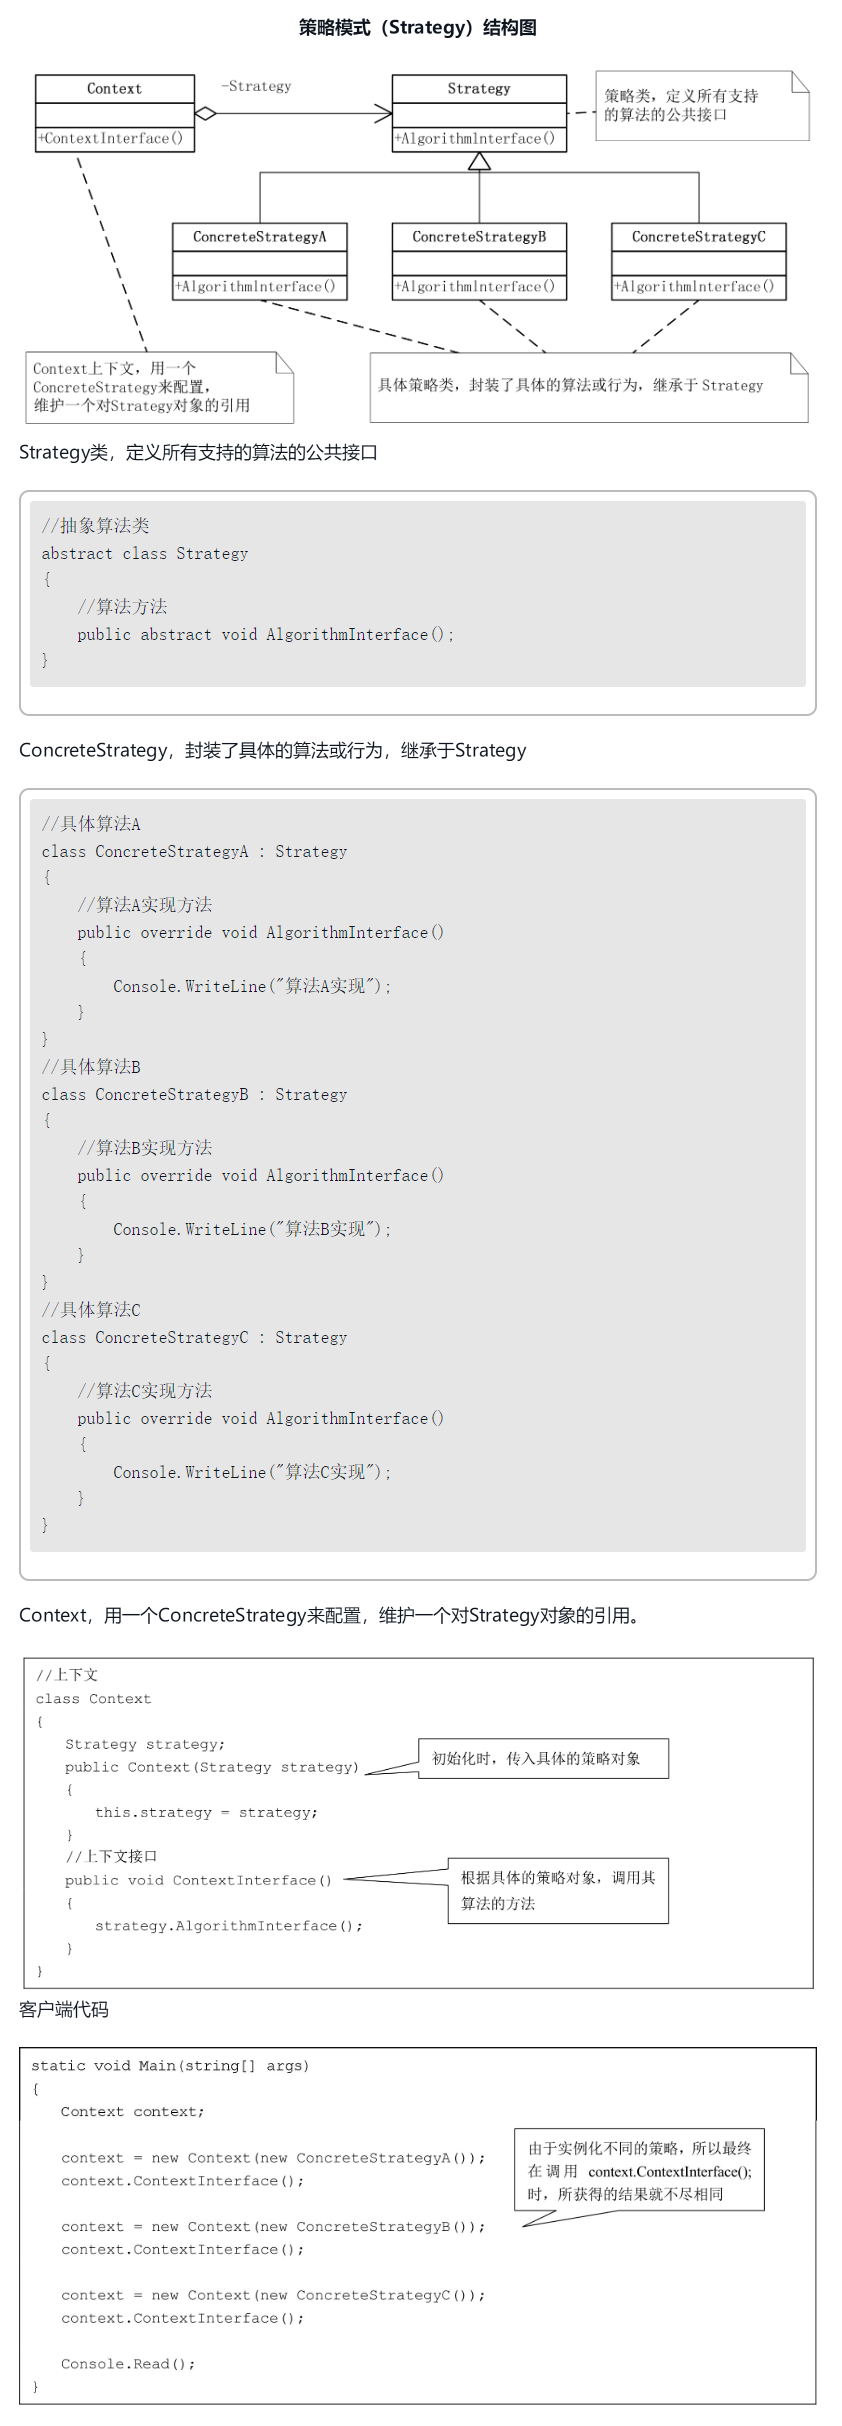 策略模式（Strategy）结构图
Context
-Strategy
Strategy
策略类，定义所有支持
的算法的公共接口
+ContextInterface()
+Algorithmlnterface()
ConcreteStrategyA
ConcreteStrategyB
ConcreteStrategyC
+Algorithmlnterface()
+Algorithmlnterface()
+Algorithmlnterface()
Context上下文，用一个
ConcreteStrategy来配置，
维护一个对Strategy对象的引用
具体策略类，封装了具体的算法或行为，继承于 Strategy
Strategy类，定义所有支持的算法的公共接口
//抽象算法类
abstract class Strategy
{
//算法方法
public abstract void AlgorithmInterface();
}
ConcreteStrategy，封装了具体的算法或行为，继承于Strategy
//具体算法A
class ConcreteStrategyA : Strategy
{
//算法A实现方法
public override void AlgorithmInterface()
{
Console.WriteLine("算法A实现");
}
}
//具体算法B
class ConcreteStrategyB : Strategy
{
//算法B实现方法
public override void AlgorithmInterface()
{
Console.WriteLine("算法B实现");
}
}
//具体算法C
class ConcreteStrategyC : Strategy
{
//算法C实现方法
public override void AlgorithmInterface()
{
Console.WriteLine("算法C实现");
}
}
Context，用一个ConcreteStrategy来配置，维护一个对Strategy对象的引用。
//上下文
class Context
{
Strategy strategy;
public Context(Strategy strategy)
初始化时，传入具体的策略对象
{
this.strategy = strategy;
}
//上下文接口
public void ContextInterface()
根据具体的策略对象，调用其
算法的方法
{
strategy.AlgorithmInterface();
}
}
客户端代码
static void Main(string[] args)
{
Context context;
context = new Context(new ConcreteStrategyA());
context.ContextInterface();
由于实例化不同的策略，所以最终
在调用 context.ContextInterface();
时，所获得的结果就不尽相同
context = new Context(new ConcreteStrategyB());
context.ContextInterface();
context = new Context(new ConcreteStrategyC());
context.ContextInterface();
Console.Read();
}